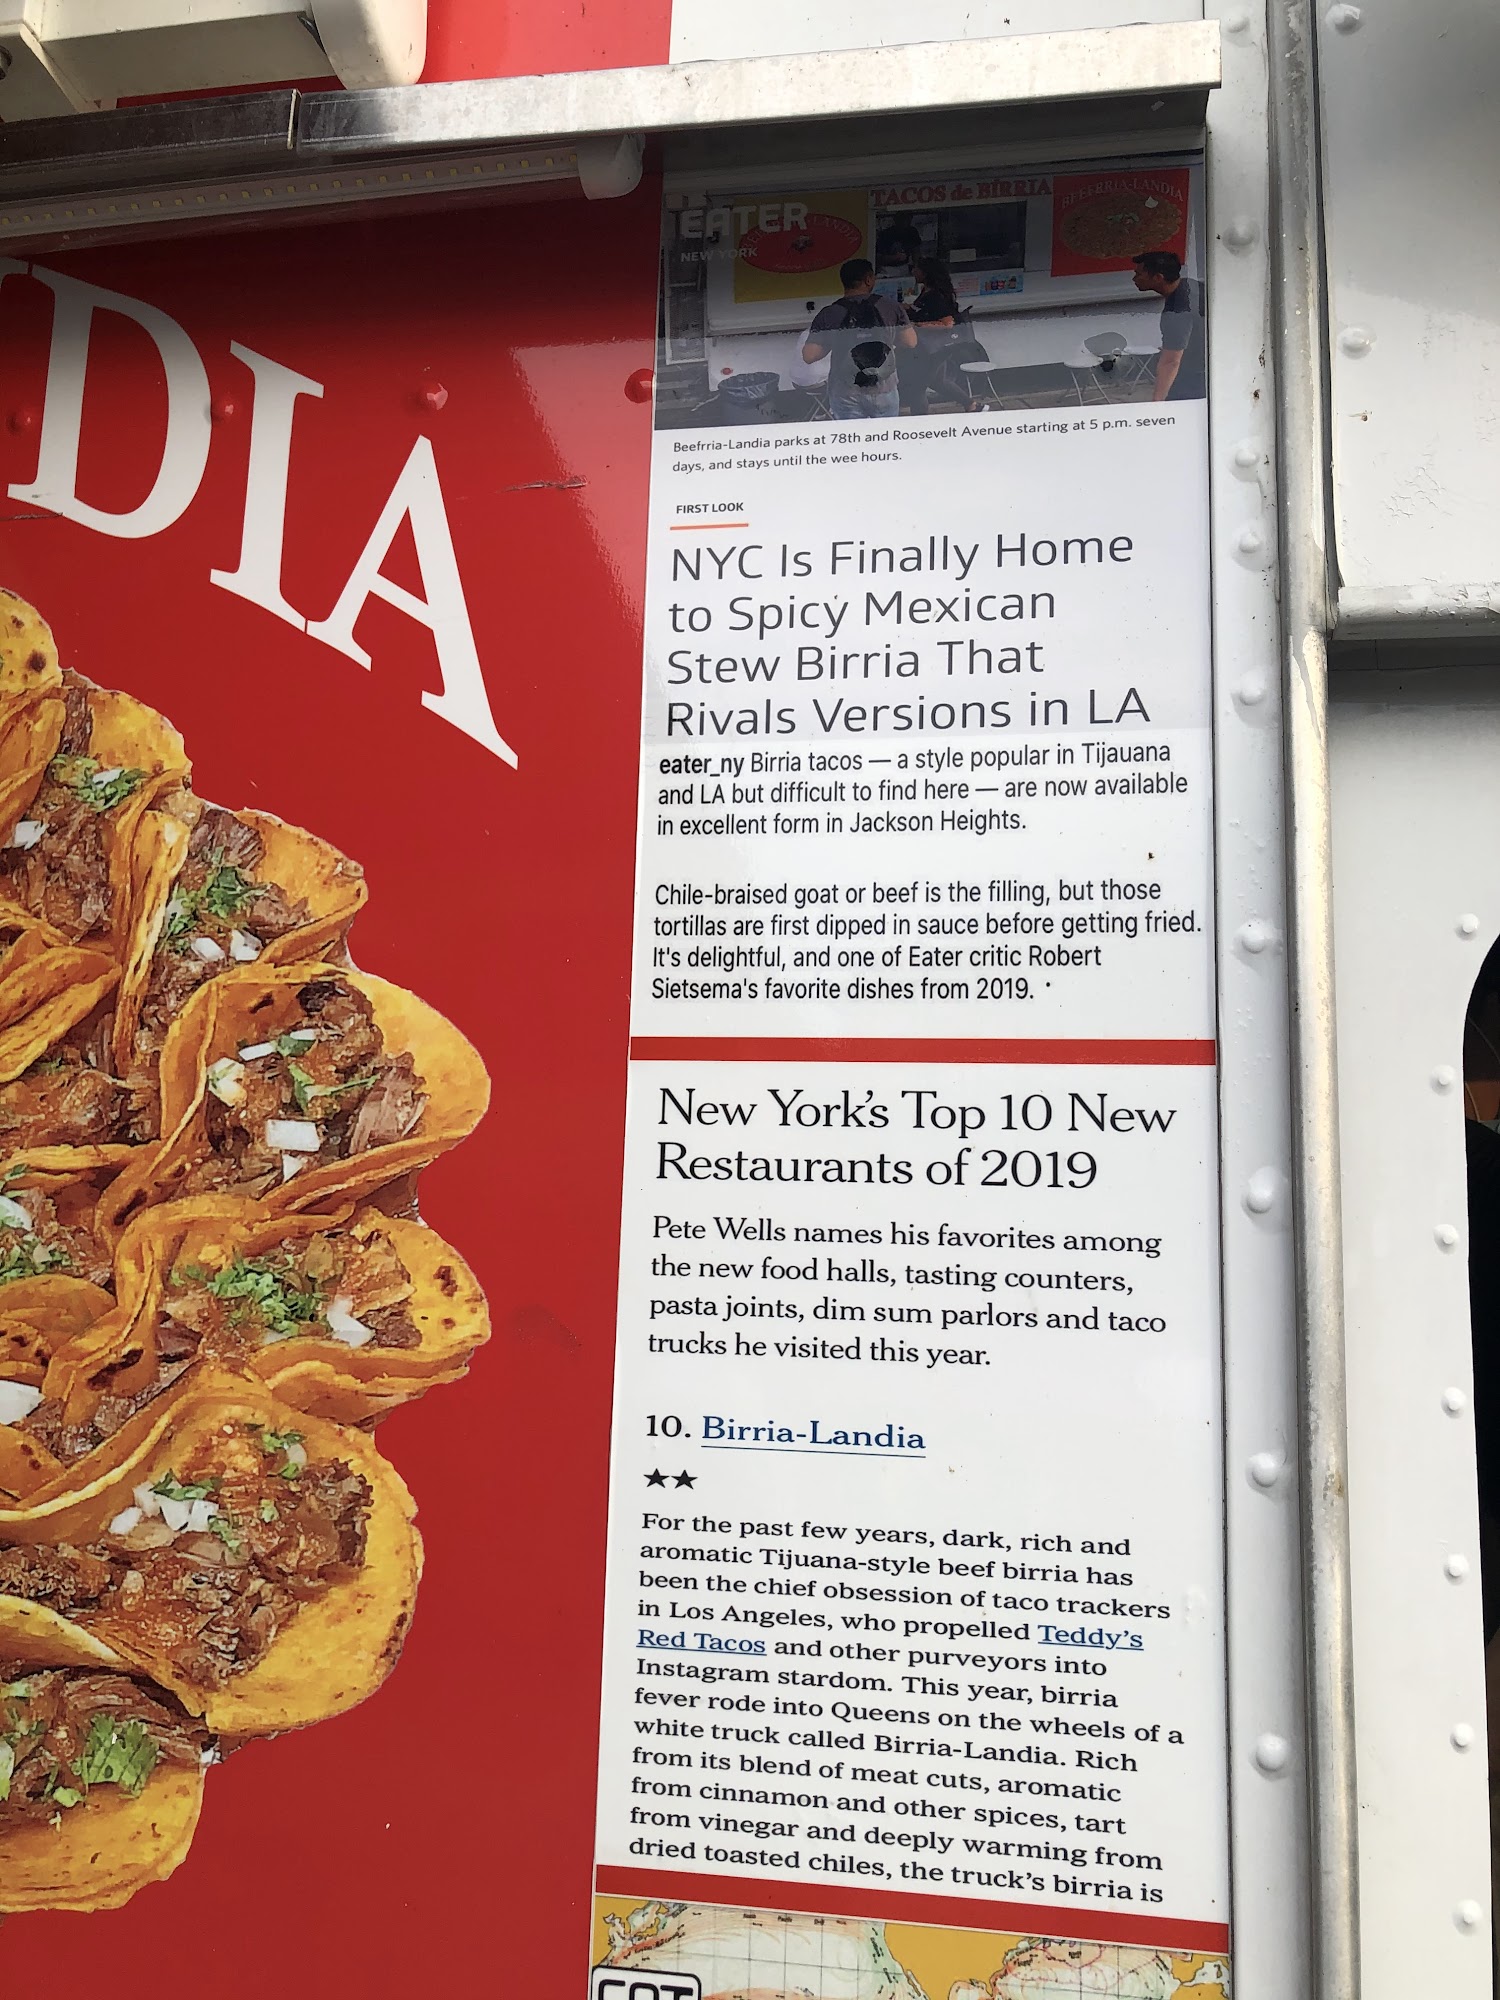 DIA
EATER
NEW YORK
TACOS de BIRRIA
BEEFRRIA-LANDIA
Beefrria-Landia parks at 78th and Roosevelt Avenue starting at 5 p.m. seven
days, and stays until the wee hours.
FIRST LOOK
NYC Is Finally Home
to Spicy Mexican
Stew Birria That
Rivals Versions in LA
eater_ny Birria tacos — a style popular in Tijauana
and LA but difficult to find here — are now available
in excellent form in Jackson Heights.
Chile-braised goat or beef is the filling, but those
tortillas are first dipped in sauce before getting fried.
It's delightful, and one of Eater critic Robert
Sietsema's favorite dishes from 2019.
New York's Top 10 New
Restaurants of 2019
Pete Wells names his favorites among
the new food halls, tasting counters,
pasta joints, dim sum parlors and taco
trucks he visited this year.
10. Birria-Landia
★★
For the past few years, dark, rich and
aromatic Tijuana-style beef birria has
been the chief obsession of taco trackers
in Los Angeles, who propelled Teddy's
Red Tacos and other purveyors into
Instagram stardom. This year, birria
fever rode into Queens on the wheels of a
white truck called Birria-Landia. Rich
from its blend of meat cuts, aromatic
from cinnamon and other spices, tart
from vinegar and deeply warming from
dried toasted chiles, the truck's birria is